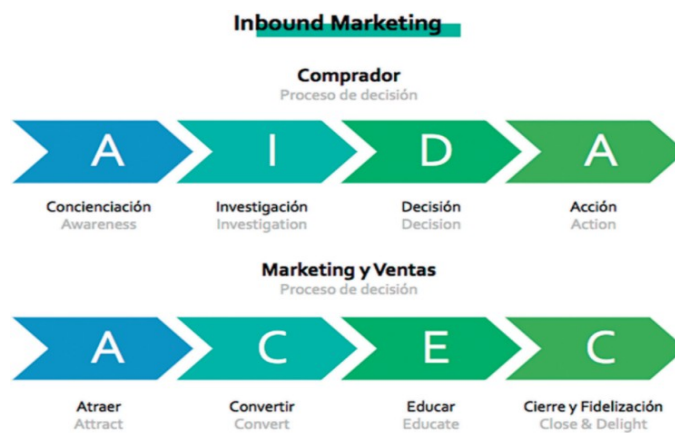 Inbound Marketing
Comprador
Proceso de decisión
A I D A
Concienciación Investigación Decisión Acción
Awareness Investigation Decision Action
Marketing y Ventas
Proceso de decisión
A C E C
Atraer Convertir Educar Cierre y Fidelización
Attract Convert Educate Close & Delight